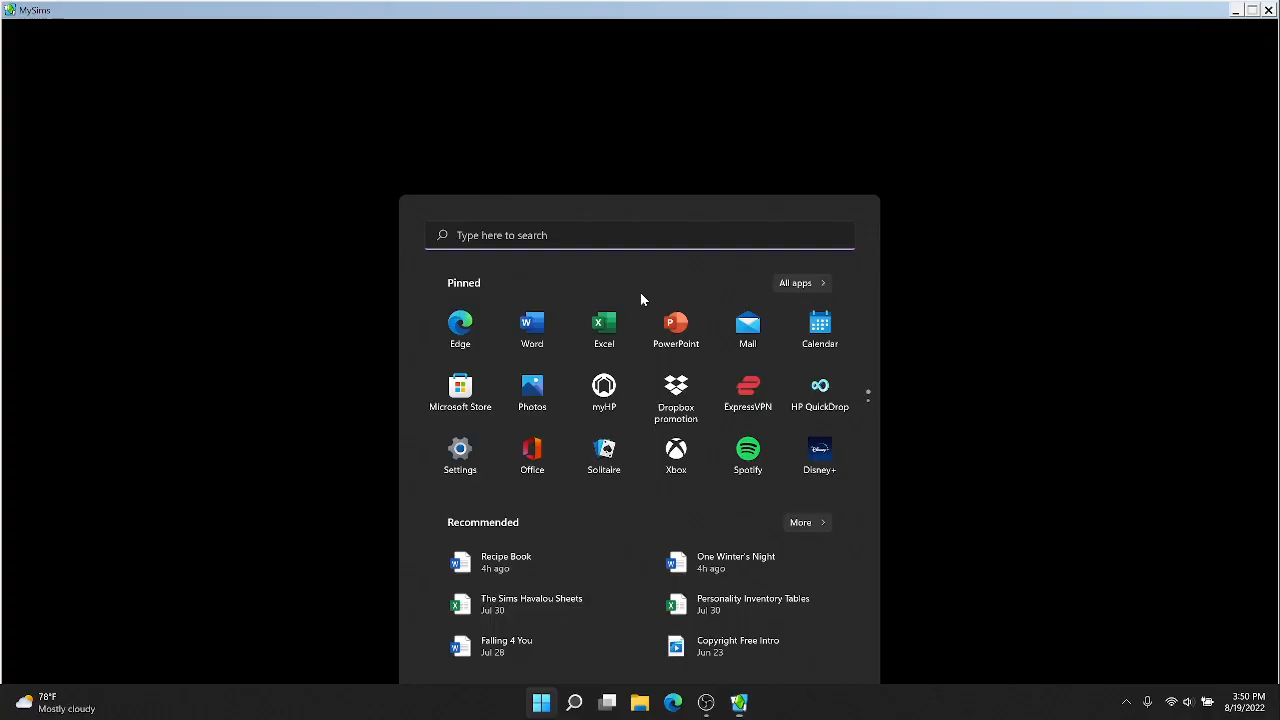 MySims
Type here to search
Pinned
All apps
Edge
Word
Excel
PowerPoint
Mail
Calendar
Microsoft Store
Photos
myHP
Dropbox
promotion
ExpressVPN
HP QuickDrop
Settings
Office
Solitaire
Xbox
Spotify
Disney+
Recommended
More
Recipe Book
4h ago
One Winter's Night
4h ago
The Sims Havalou Sheets
Jul 30
Personality Inventory Tables
Jul 30
Falling 4 You
Jul 28
Copyright Free Intro
Jun 23
78°F
Mostly cloudy
3:50 PM
8/19/2022